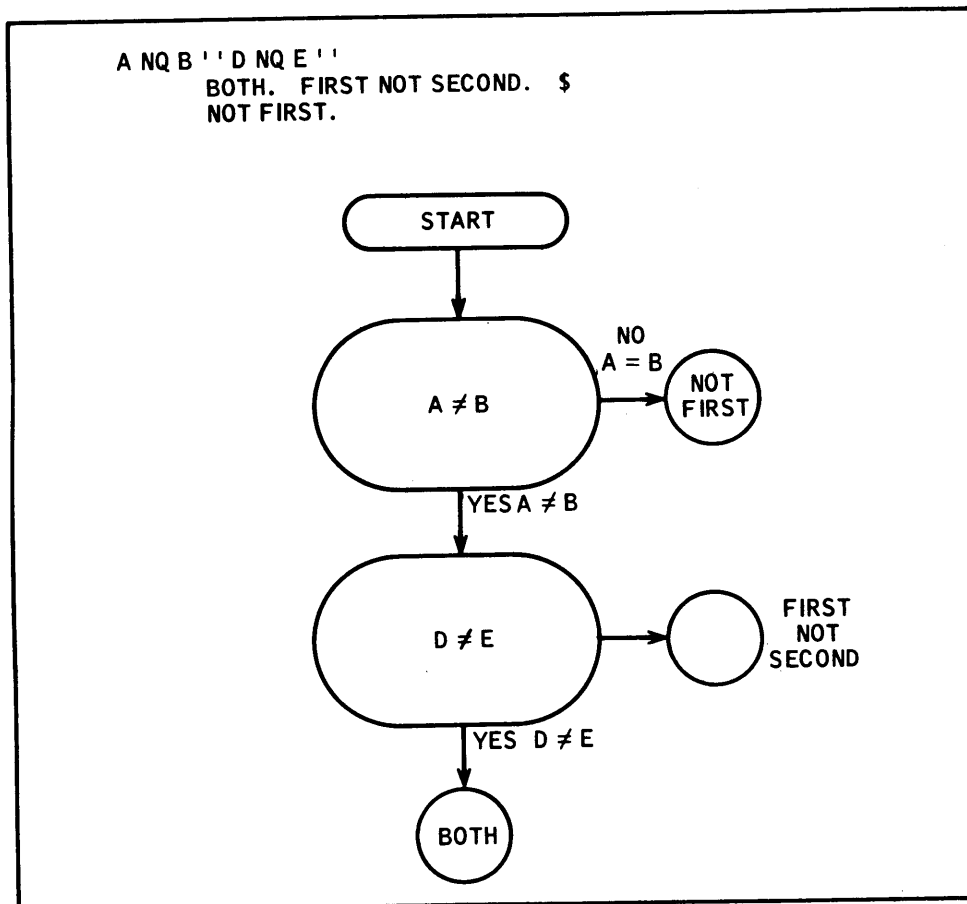 A NQ B ' ' D NQ E ' '
BOTH. FIRST NOT SECOND. $
NOT FIRST.
START
NO
A = B
A ≠ B
NOT
FIRST
YES A ≠ B
D ≠ E
FIRST
NOT
SECOND
YES D ≠ E
BOTH